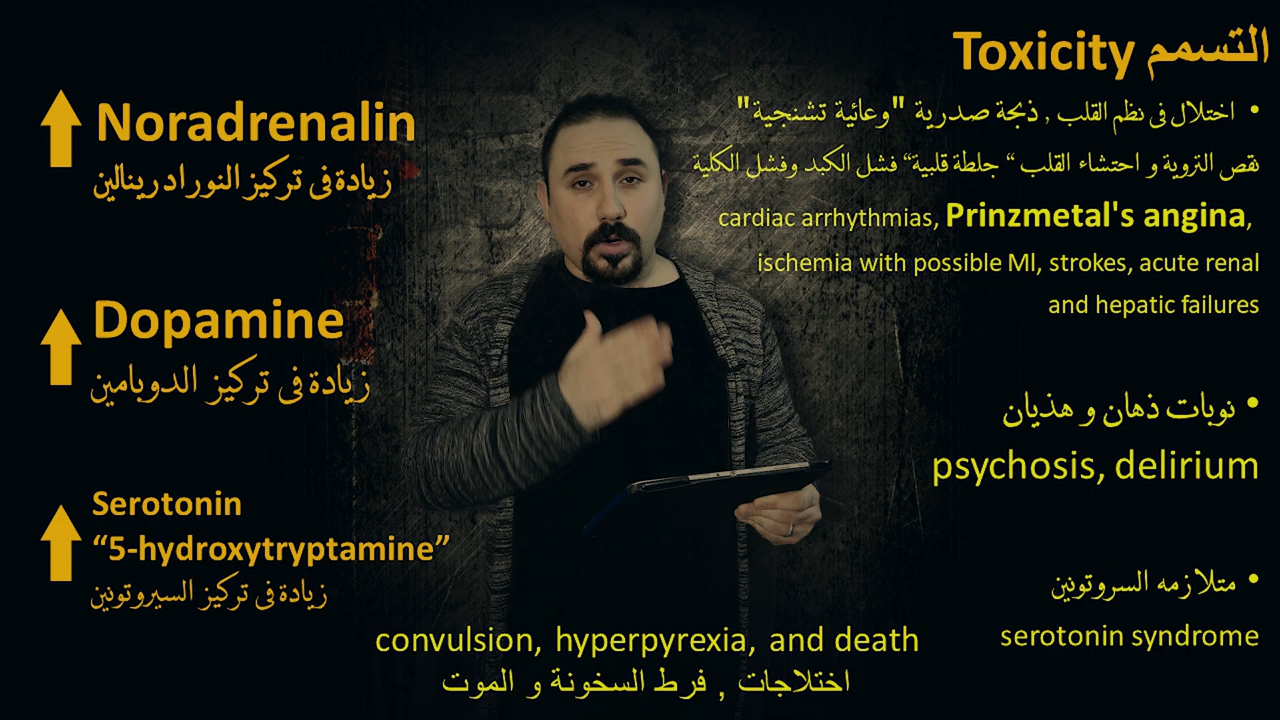 Noradrenalin
زيادة فى تركيز النورادرينالين
Dopamine
زيادة فى تركيز الدوبامين
Serotonin
“5-hydroxytryptamine”
زيادة فى تركيز السيروتونين
التسمم Toxicity
• اختلال فى نظم القلب , ذبحة صدرية "وعائية تشنجية"
نقص التروية و احتشاء القلب “ جلطة قلبية“ فشل الكبد وفشل الكلية
cardiac arrhythmias, Prinzmetal's angina,
ischemia with possible MI, strokes, acute renal
and hepatic failures
• نوبات ذهان و هذيان
psychosis, delirium
• متلازمه السروتونين
serotonin syndrome
convulsion, hyperpyrexia, and death
اختلاجات , فرط السخونة و الموت